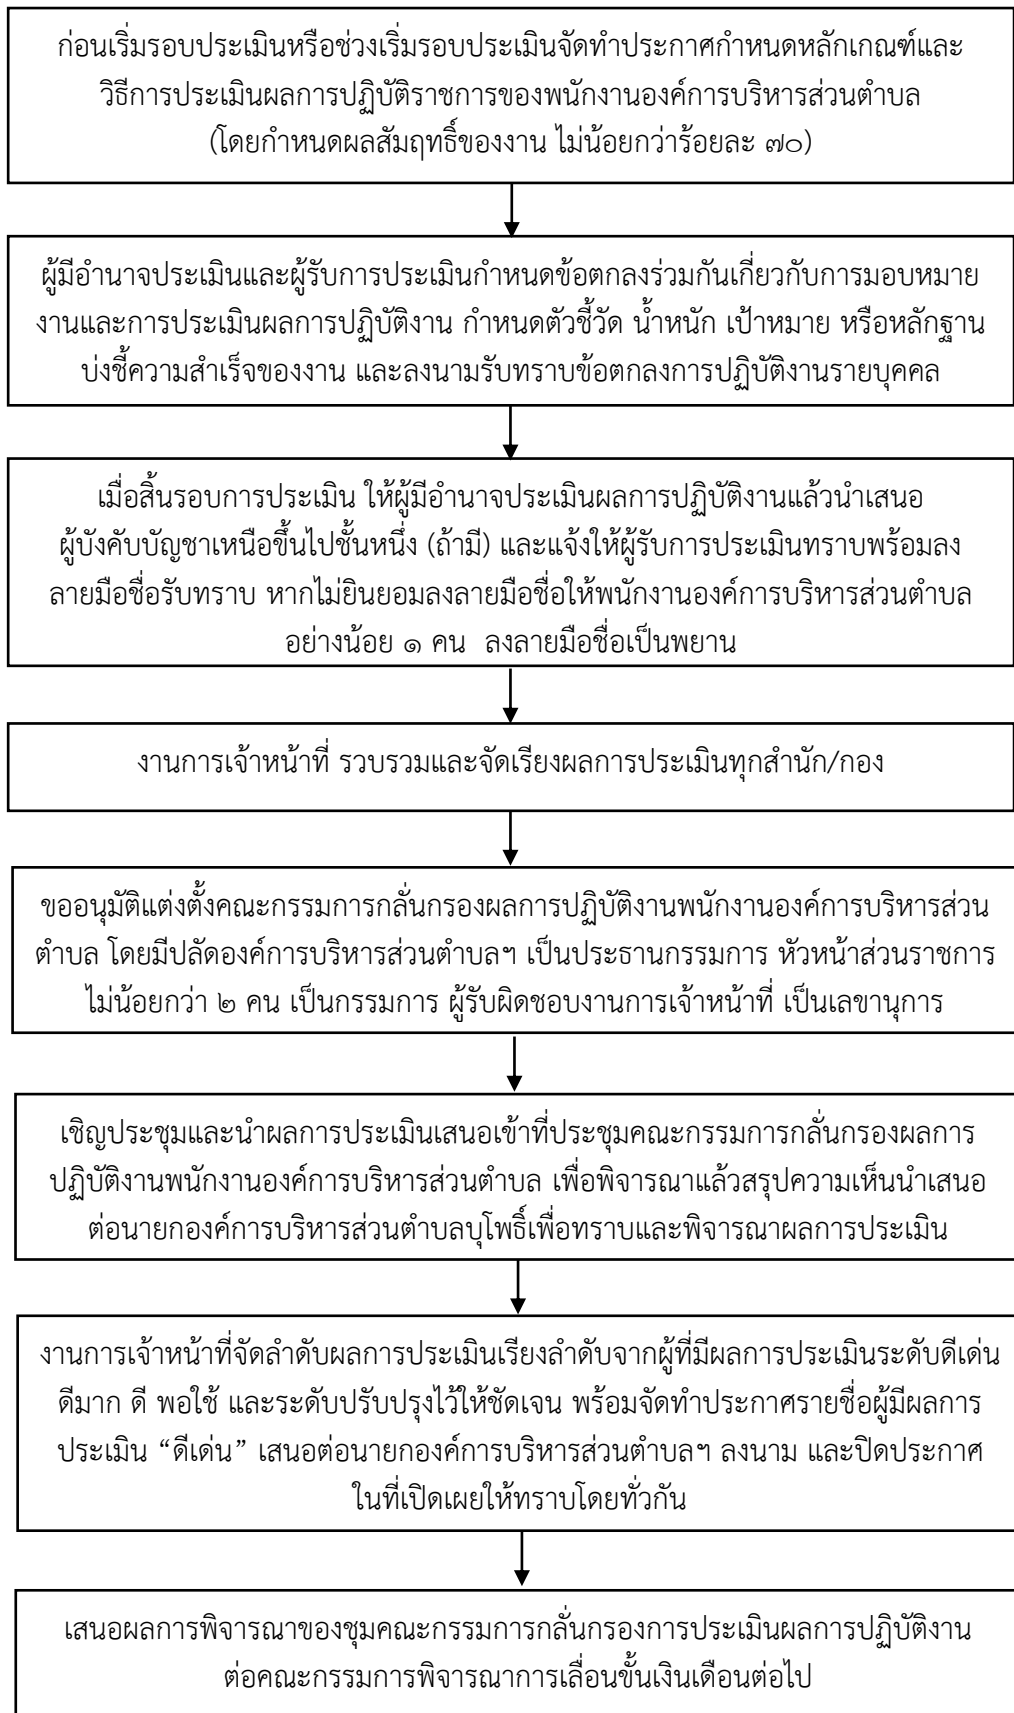 ก่อนเริ่มรอบประเมินหรือช่วงเริ่มรอบประเมินจัดทำประกาศกำหนดหลักเกณฑ์และ
วิธีการประเมินผลการปฏิบัติราชการของพนักงานองค์การบริหารส่วนตำบล
(โดยกำหนดผลสัมฤทธิ์ของงาน ไม่น้อยกว่าร้อยละ ๗๐)
ผู้มีอำนาจประเมินและผู้รับการประเมินกำหนดข้อตกลงร่วมกันเกี่ยวกับการมอบหมาย
งานและการประเมินผลการปฏิบัติงาน กำหนดตัวชี้วัด น้ำหนัก เป้าหมาย หรือหลักฐาน
บ่งชี้ความสำเร็จของงาน และลงนามรับทราบข้อตกลงการปฏิบัติงานรายบุคคล
เมื่อสิ้นรอบการประเมิน ให้ผู้มีอำนาจประเมินผลการปฏิบัติงานแล้วนำเสนอ
ผู้บังคับบัญชาเหนือขึ้นไปชั้นหนึ่ง (ถ้ามี) และแจ้งให้ผู้รับการประเมินทราบพร้อมลง
ลายมือชื่อรับทราบ หากไม่ยินยอมลงลายมือชื่อให้พนักงานองค์การบริหารส่วนตำบล
อย่างน้อย ๑ คน  ลงลายมือชื่อเป็นพยาน
งานการเจ้าหน้าที่ รวบรวมและจัดเรียงผลการประเมินทุกสำนัก/กอง
ขออนุมัติแต่งตั้งคณะกรรมการกลั่นกรองผลการปฏิบัติงานพนักงานองค์การบริหารส่วน
ตำบล โดยมีปลัดองค์การบริหารส่วนตำบลฯ เป็นประธานกรรมการ หัวหน้าส่วนราชการ
ไม่น้อยกว่า ๒ คน เป็นกรรมการ ผู้รับผิดชอบงานการเจ้าหน้าที่ เป็นเลขานุการ
เชิญประชุมและนำผลการประเมินเสนอเข้าที่ประชุมคณะกรรมการกลั่นกรองผลการ
ปฏิบัติงานพนักงานองค์การบริหารส่วนตำบล เพื่อพิจารณาแล้วสรุปความเห็นนำเสนอ
ต่อนายกองค์การบริหารส่วนตำบลบุโพธิ์เพื่อทราบและพิจารณาผลการประเมิน
งานการเจ้าหน้าที่จัดลำดับผลการประเมินเรียงลำดับจากผู้ที่มีผลการประเมินระดับดีเด่น
ดีมาก ดี พอใช้ และระดับปรับปรุงไว้ให้ชัดเจน พร้อมจัดทำประกาศรายชื่อผู้มีผลการ
ประเมิน “ดีเด่น” เสนอต่อนายกองค์การบริหารส่วนตำบลฯ ลงนาม และปิดประกาศ
ในที่เปิดเผยให้ทราบโดยทั่วกัน
เสนอผลการพิจารณาของชุมคณะกรรมการกลั่นกรองการประเมินผลการปฏิบัติงาน
ต่อคณะกรรมการพิจารณาการเลื่อนขั้นเงินเดือนต่อไป